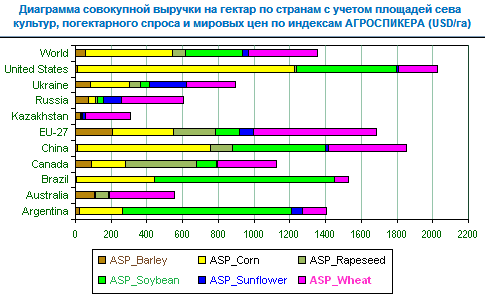 Диаграмма совокупной выручки на гектар по странам с учетом площадей сева
культур, погектарного спроса и мировых цен по индексам АГРОСПИКЕРА (USD/га)
World
United States
Ukraine
Russia
Kazakhstan
EU-27
China
Canada
Brazil
Australia
Argentina
0 200 400 600 800 1000 1200 1400 1600 1800 2000 2200
ASP_Barley ASP_Corn ASP_Rapeseed
ASP_Soybean ASP_Sunflower ASP_Wheat